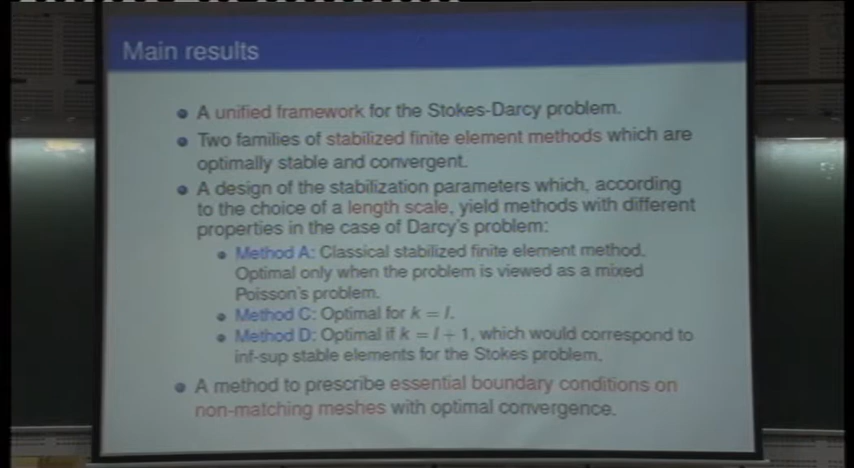 Main results
A unified framework for the Stokes-Darcy problem.
Two families of stabilized finite element methods which are
optimally stable and convergent.
A design of the stabilization parameters which, according
to the choice of a length scale, yield methods with different
properties in the case of Darcy's problem:
Method A: Classical stabilized finite element method.
Optimal only when the problem is viewed as a mixed
Poisson's problem.
Method C: Optimal for k = l.
Method D: Optimal if k = l + 1, which would correspond to
inf-sup stable elements for the Stokes problem.
A method to prescribe essential boundary conditions on
non-matching meshes with optimal convergence.